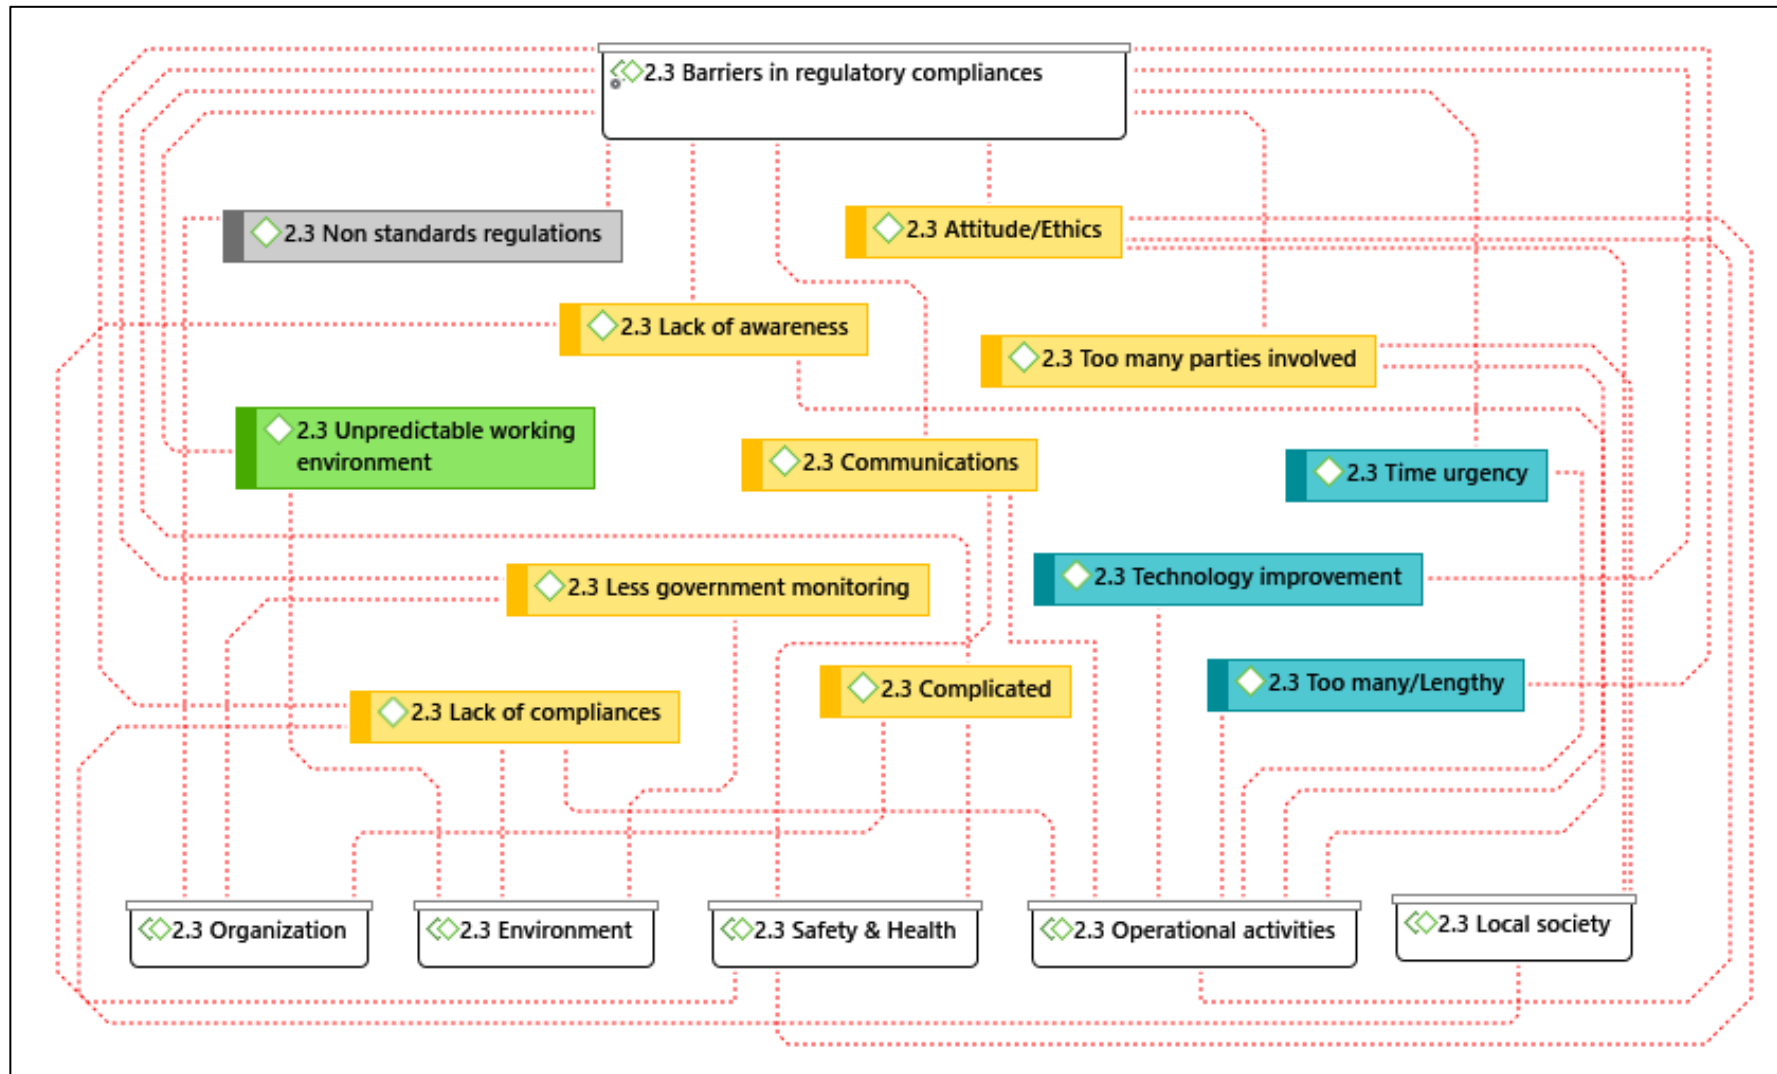 2.3 Barriers in regulatory compliances
2.3 Non standards regulations
2.3 Attitude/Ethics
2.3 Lack of awareness
2.3 Too many parties involved
2.3 Unpredictable working
environment
2.3 Communications
2.3 Time urgency
2.3 Less government monitoring
2.3 Technology improvement
2.3 Lack of compliances
2.3 Complicated
2.3 Too many/Lengthy
2.3 Organization
2.3 Environment
2.3 Safety & Health
2.3 Operational activities
2.3 Local society